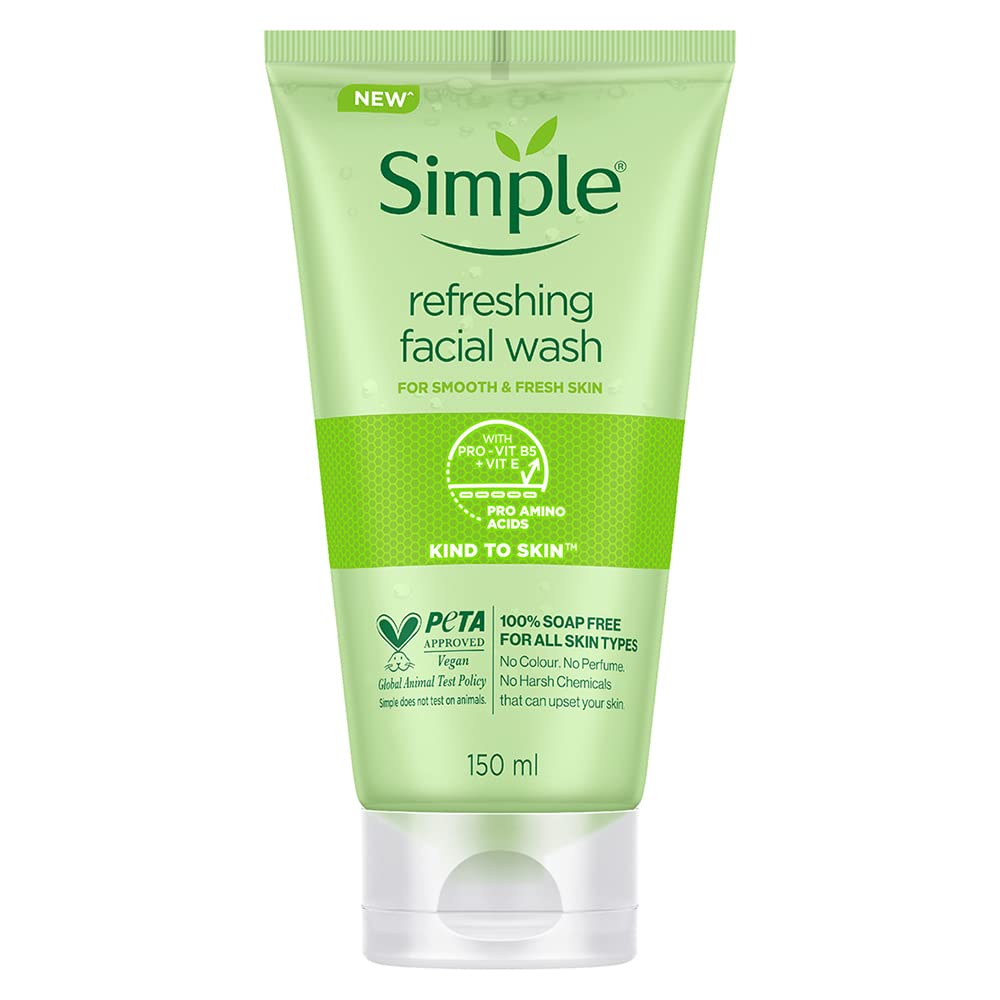 NEW^
Simple®
refreshing
facial wash
FOR SMOOTH & FRESH SKIN
WITH
PRO-VIT B5
+ VIT E
PRO AMINO
ACIDS
KIND TO SKIN™
PeTA
APPROVED
Vegan
Global Animal Test Policy
Simple does not test on animals.
100% SOAP FREE
FOR ALL SKIN TYPES
No Colour. No Perfume.
No Harsh Chemicals
that can upset your skin.
150 ml